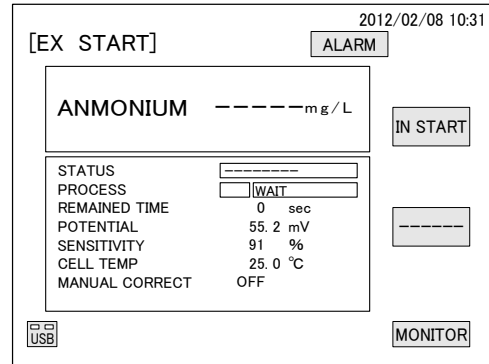 2012/02/08 10:31
[EX START]
ALARM
ANMONIUM -----mg/L
IN START
STATUS --------
PROCESS WAIT
REMAINED TIME 0 sec
POTENTIAL 55.2 mV
SENSITIVITY 91 %
CELL TEMP 25.0 ℃
MANUAL CORRECT OFF
------
USB
MONITOR